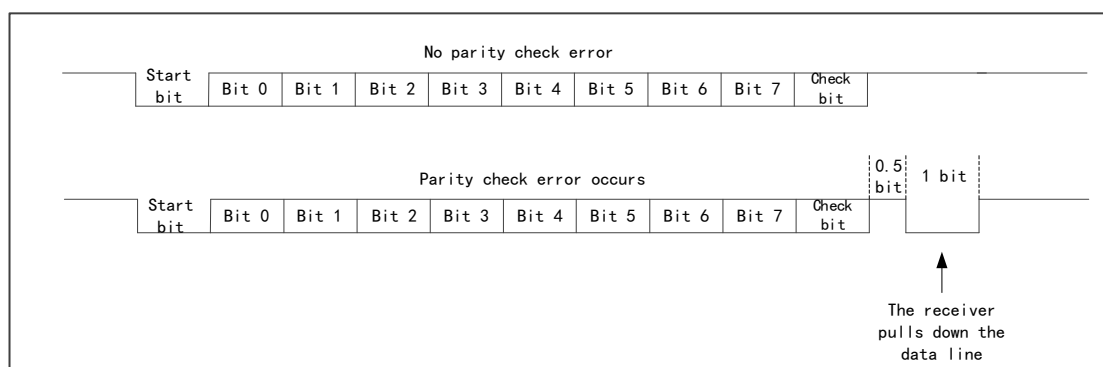 No parity check error
Start
bit
Bit 0 Bit 1 Bit 2 Bit 3 Bit 4 Bit 5 Bit 6 Bit 7
Check
bit
Parity check error occurs
0.5
bit
1 bit
Start
bit
Bit 0 Bit 1 Bit 2 Bit 3 Bit 4 Bit 5 Bit 6 Bit 7
Check
bit
The receiver
pulls down the
data line